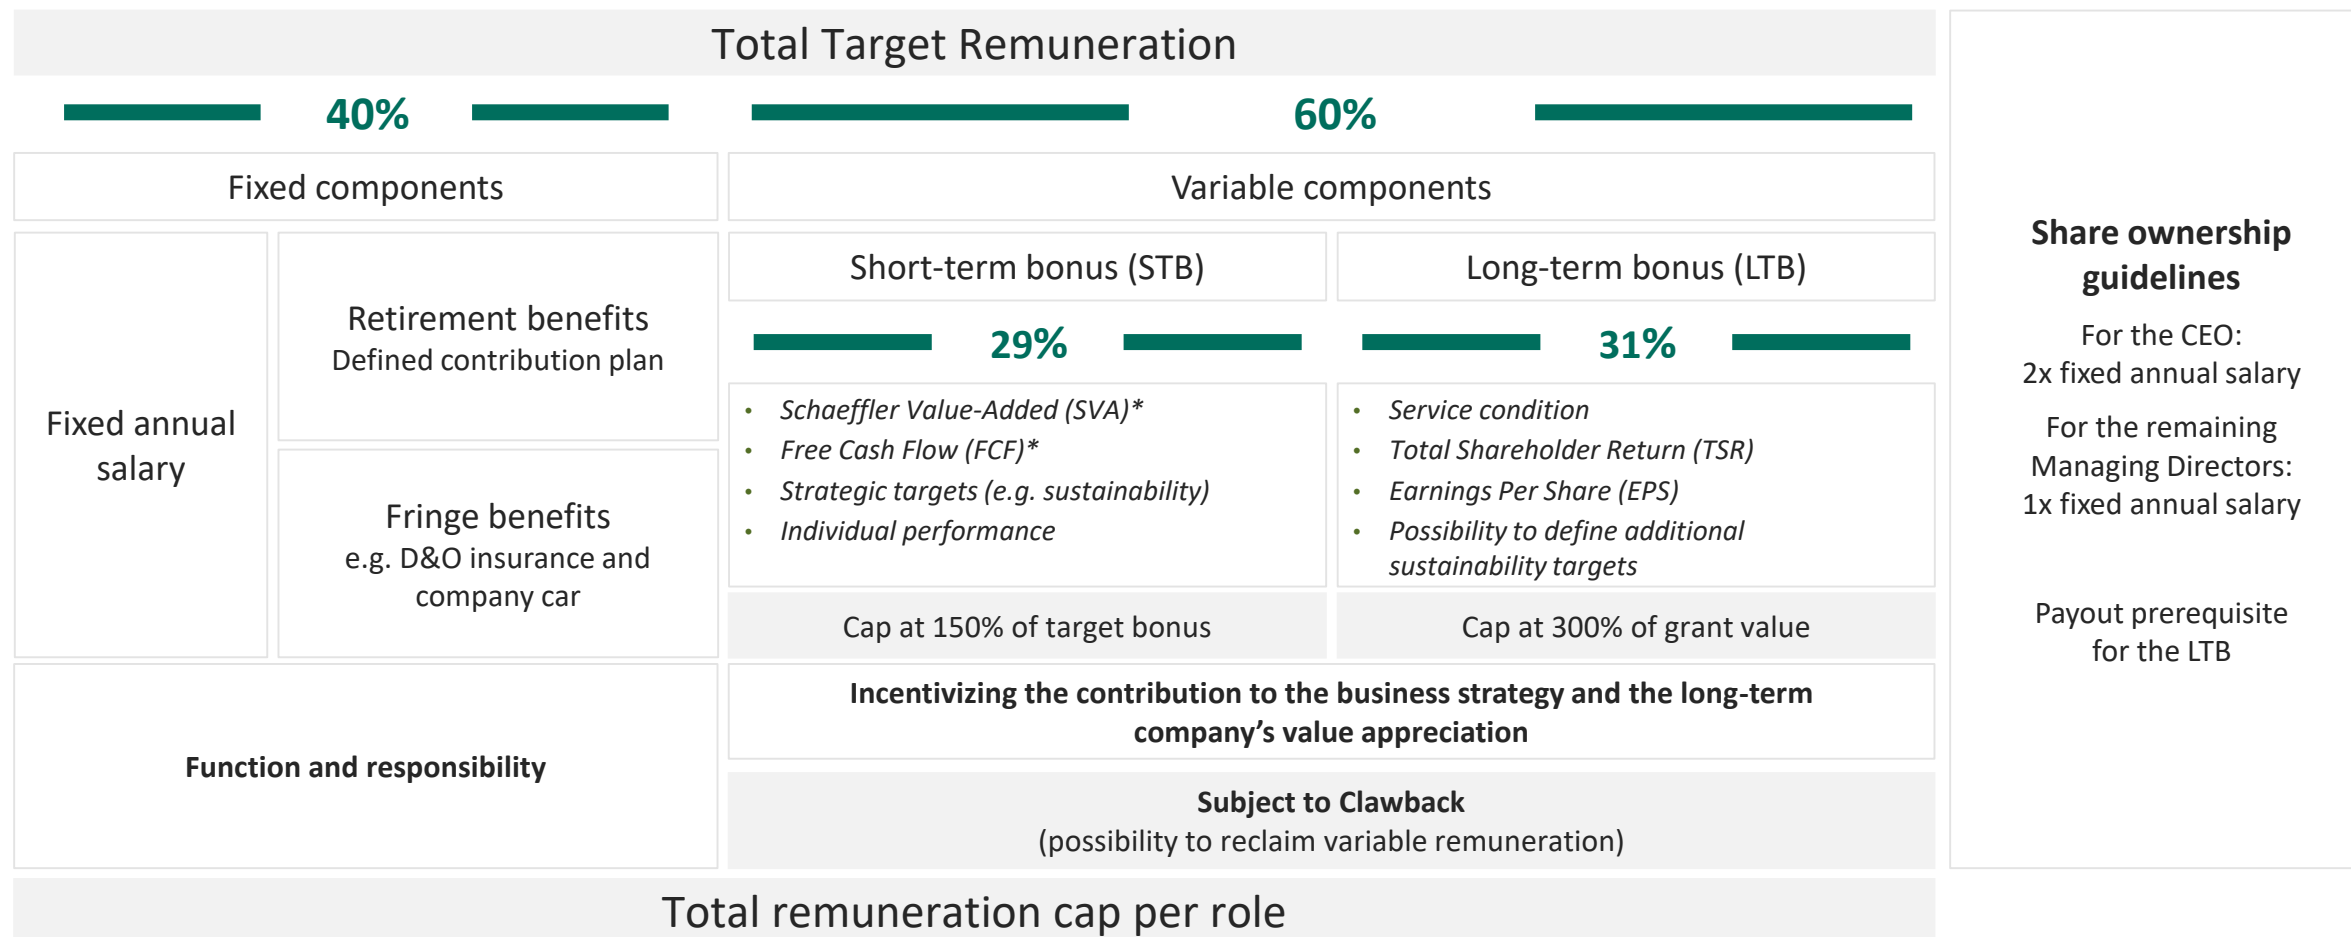 Total Target Remuneration
40%
60%
Fixed components
Variable components
Fixed annual
salary
Retirement benefits
Defined contribution plan
Fringe benefits
e.g. D&O insurance and
company car
Short-term bonus (STB)
29%
• Schaeffler Value-Added (SVA)*
• Free Cash Flow (FCF)*
• Strategic targets (e.g. sustainability)
• Individual performance
Cap at 150% of target bonus
Long-term bonus (LTB)
31%
• Service condition
• Total Shareholder Return (TSR)
• Earnings Per Share (EPS)
• Possibility to define additional
sustainability targets
Cap at 300% of grant value
Function and responsibility
Incentivizing the contribution to the business strategy and the long-term
company’s value appreciation
Subject to Clawback
(possibility to reclaim variable remuneration)
Total remuneration cap per role
Share ownership
guidelines
For the CEO:
2x fixed annual salary
For the remaining
Managing Directors:
1x fixed annual salary
Payout prerequisite
for the LTB